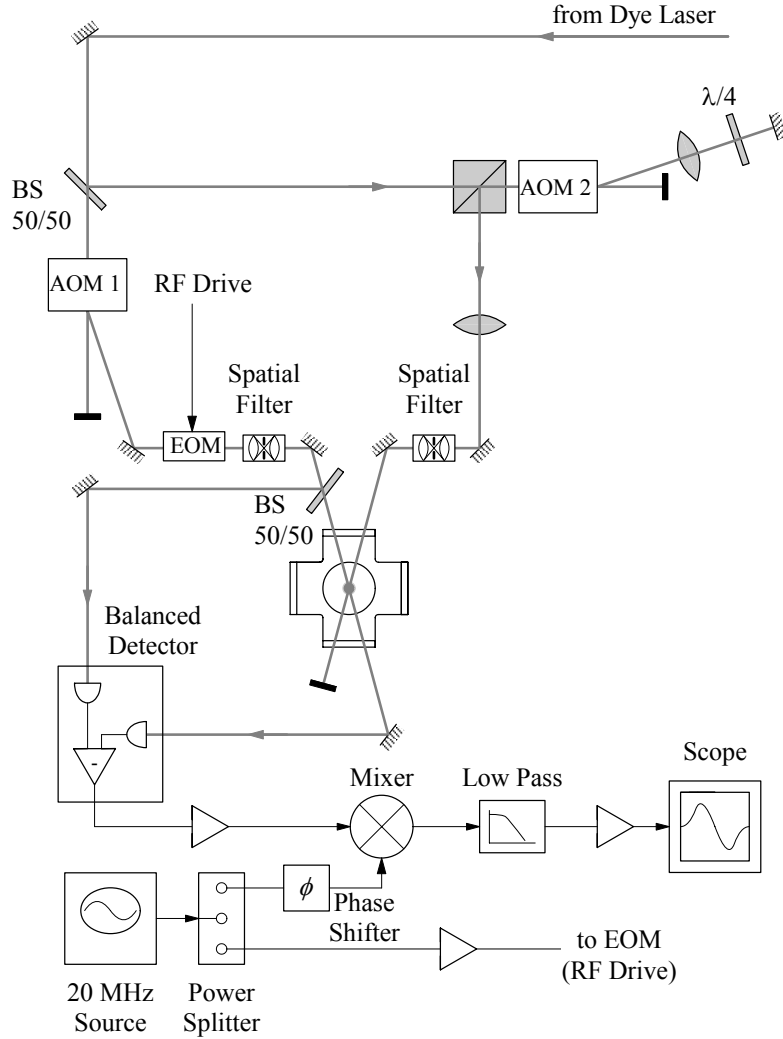 from Dye Laser
λ/4
BS
50/50
AOM 2
AOM 1
RF Drive
Spatial
Filter
Spatial
Filter
EOM
BS
50/50
Balanced
Detector
-
Mixer
Low Pass
Scope
ϕ
Phase
Shifter
to EOM
(RF Drive)
20 MHz
Source
Power
Splitter